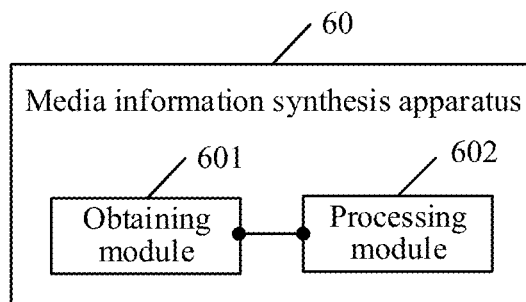 60
Media information synthesis apparatus
601
602
Obtaining
module
Processing
module